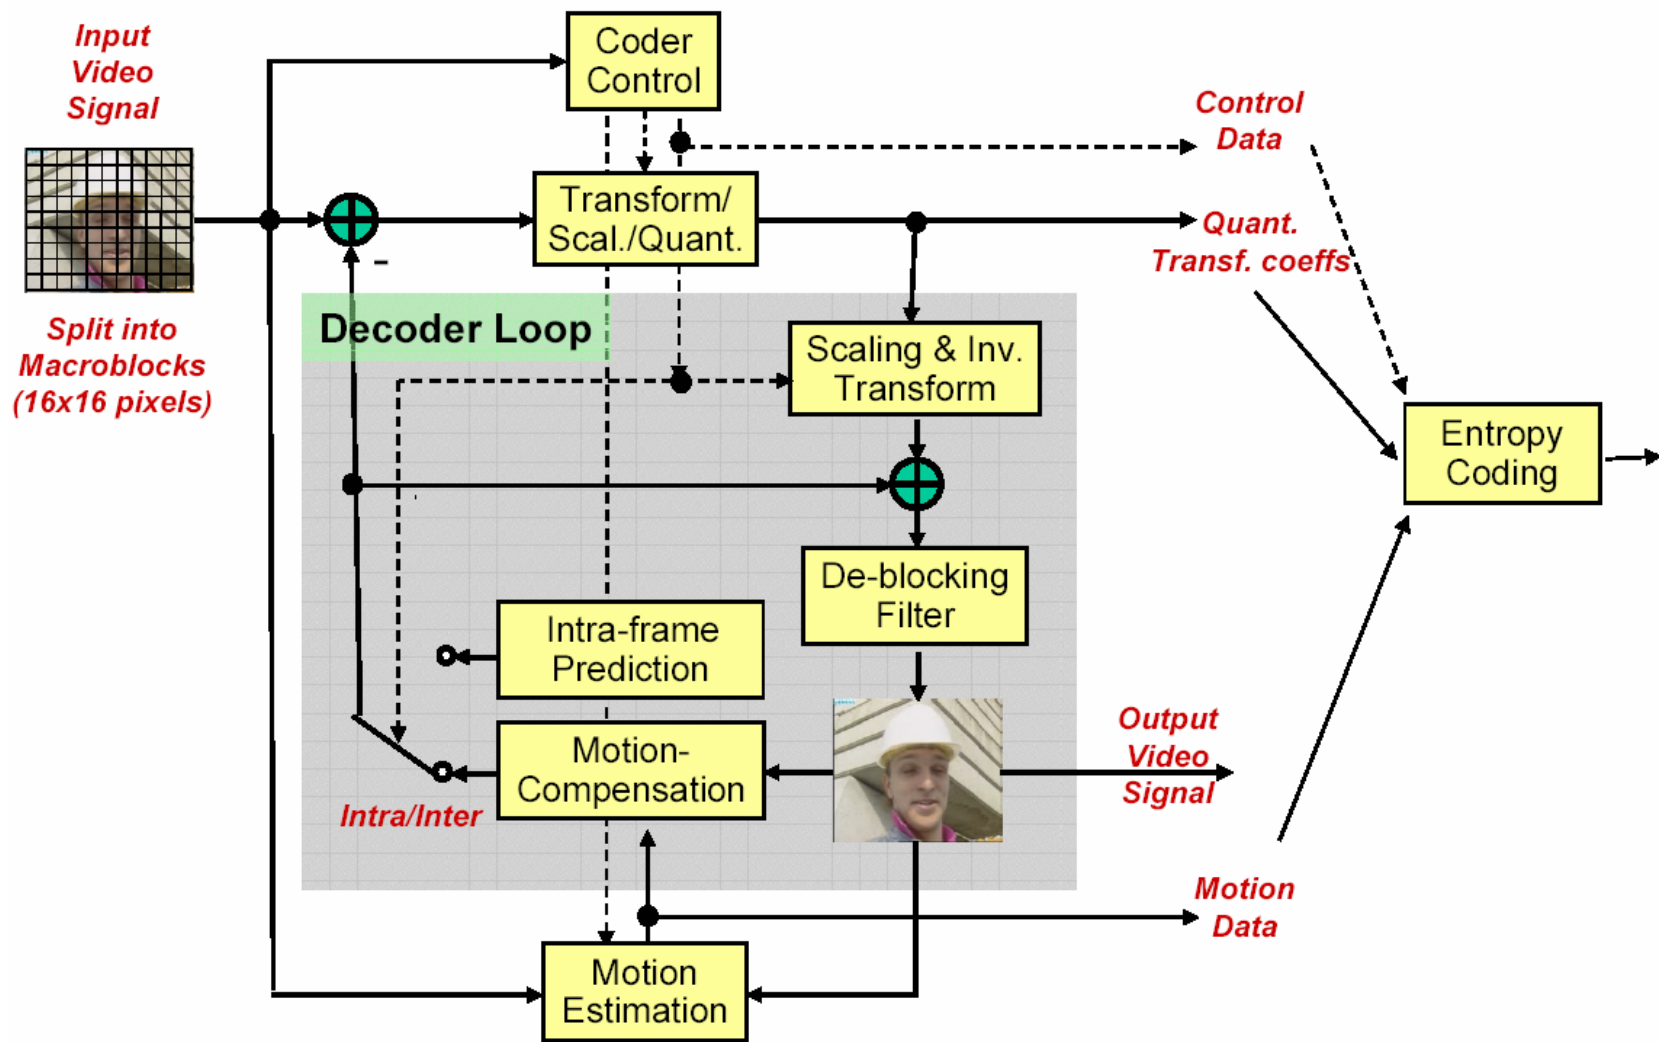 Input
Video
Signal
Coder
Control
Control
Data
Transform/
Scal./Quant.
Quant.
Transf. coeffs
-
Split into
Macroblocks
(16x16 pixels)
Decoder Loop
Scaling & Inv.
Transform
Entropy
Coding
De-blocking
Filter
Intra-frame
Prediction
Motion-
Compensation
Intra/Inter
Output
Video
Signal
Motion
Data
Motion
Estimation